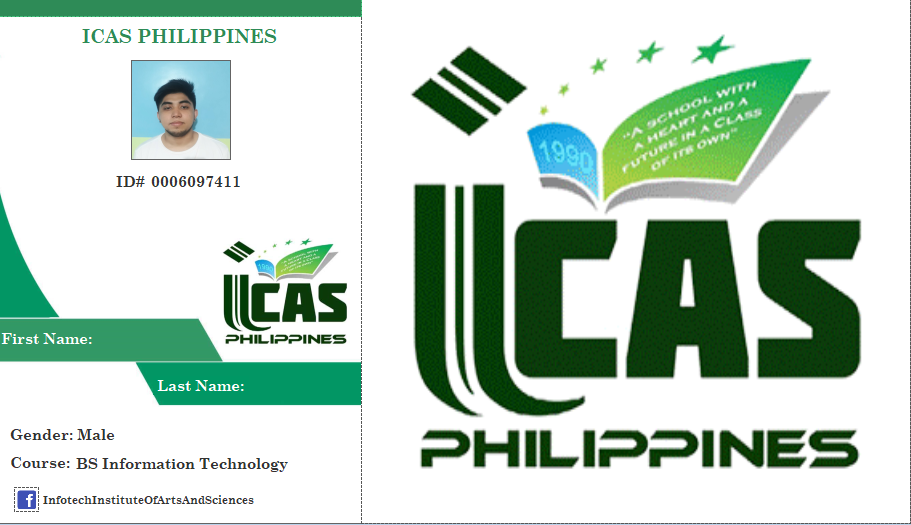 ICAS PHILIPPINES
ID# 0006097411
1990
"A SCHOOL WITH
A HEART AND A
FUTURE IN A CLASS
OF ITS OWN"
ICAS
PHILIPPINES
First Name:
Last Name:
Gender: Male
Course: BS Information Technology
f InfotechInstituteOfArtsAndSciences
1990
"A SCHOOL WITH
A HEART AND A
FUTURE IN A CLASS
OF ITS OWN"
ICAS
PHILIPPINES